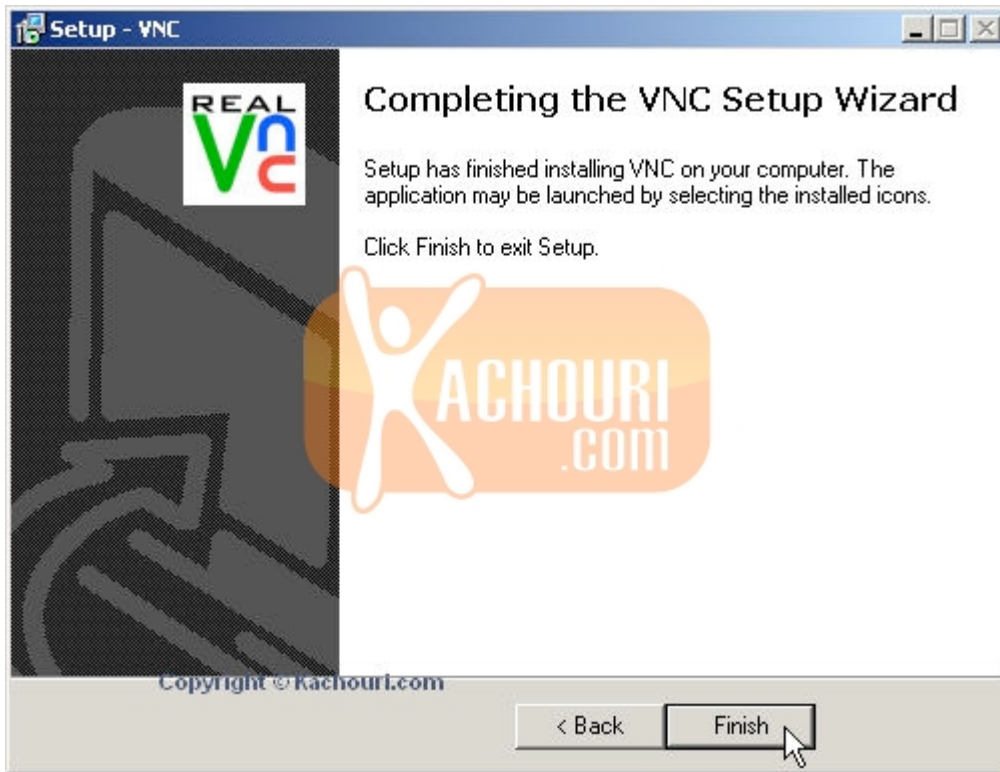 Setup - VNC
REAL
vnc
Completing the VNC Setup Wizard
Setup has finished installing VNC on your computer. The
application may be launched by selecting the installed icons.
Click Finish to exit Setup.
KACHOURI
.com
Copyright © Kachouri.com
< Back
Finish